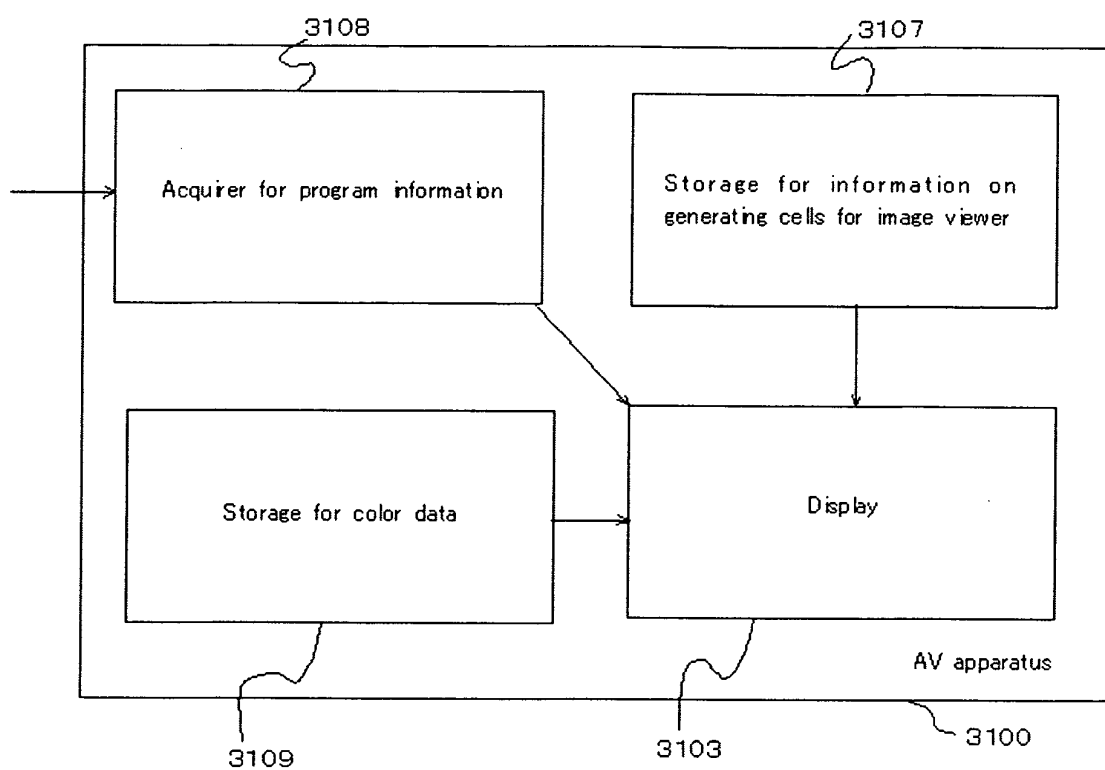 3108
3107
Acquirer for program information
Storage for information on
generating cells for image viewer
Storage for color data
Display
AV apparatus
3109
3103
3100